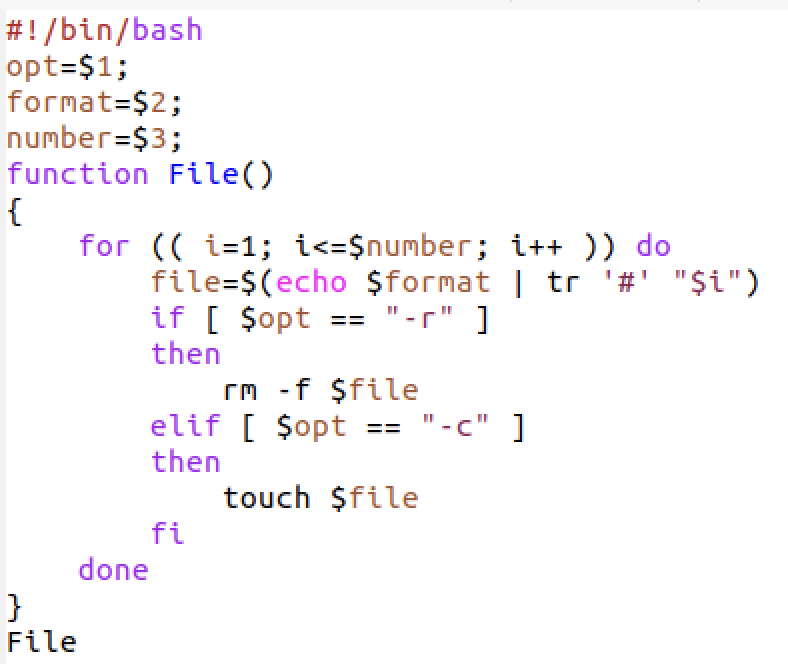 #!/bin/bash
opt=$1;
format=$2;
number=$3;
function File()
{
    for (( i=1; i<=$number; i++ )) do
        file=$(echo $format | tr '#' "$i")
        if [ $opt == "-r" ]
        then
            rm -f $file
        elif [ $opt == "-c" ]
        then
            touch $file
        fi
    done
}
File